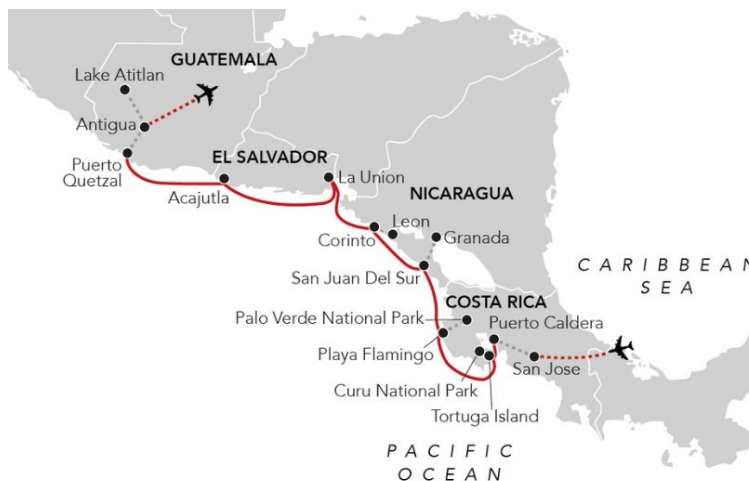 GUATEMALA
Lake Atitlan
Antigua
Puerto
Quetzal
EL SALVADOR
Acajutla
La Union
NICARAGUA
Leon
Corinto
Granada
San Juan Del Sur
CARIBBEAN
SEA
COSTA RICA
Palo Verde National Park
Puerto Caldera
Playa Flamingo
San Jose
Curu National Park
Tortuga Island
PACIFIC
OCEAN